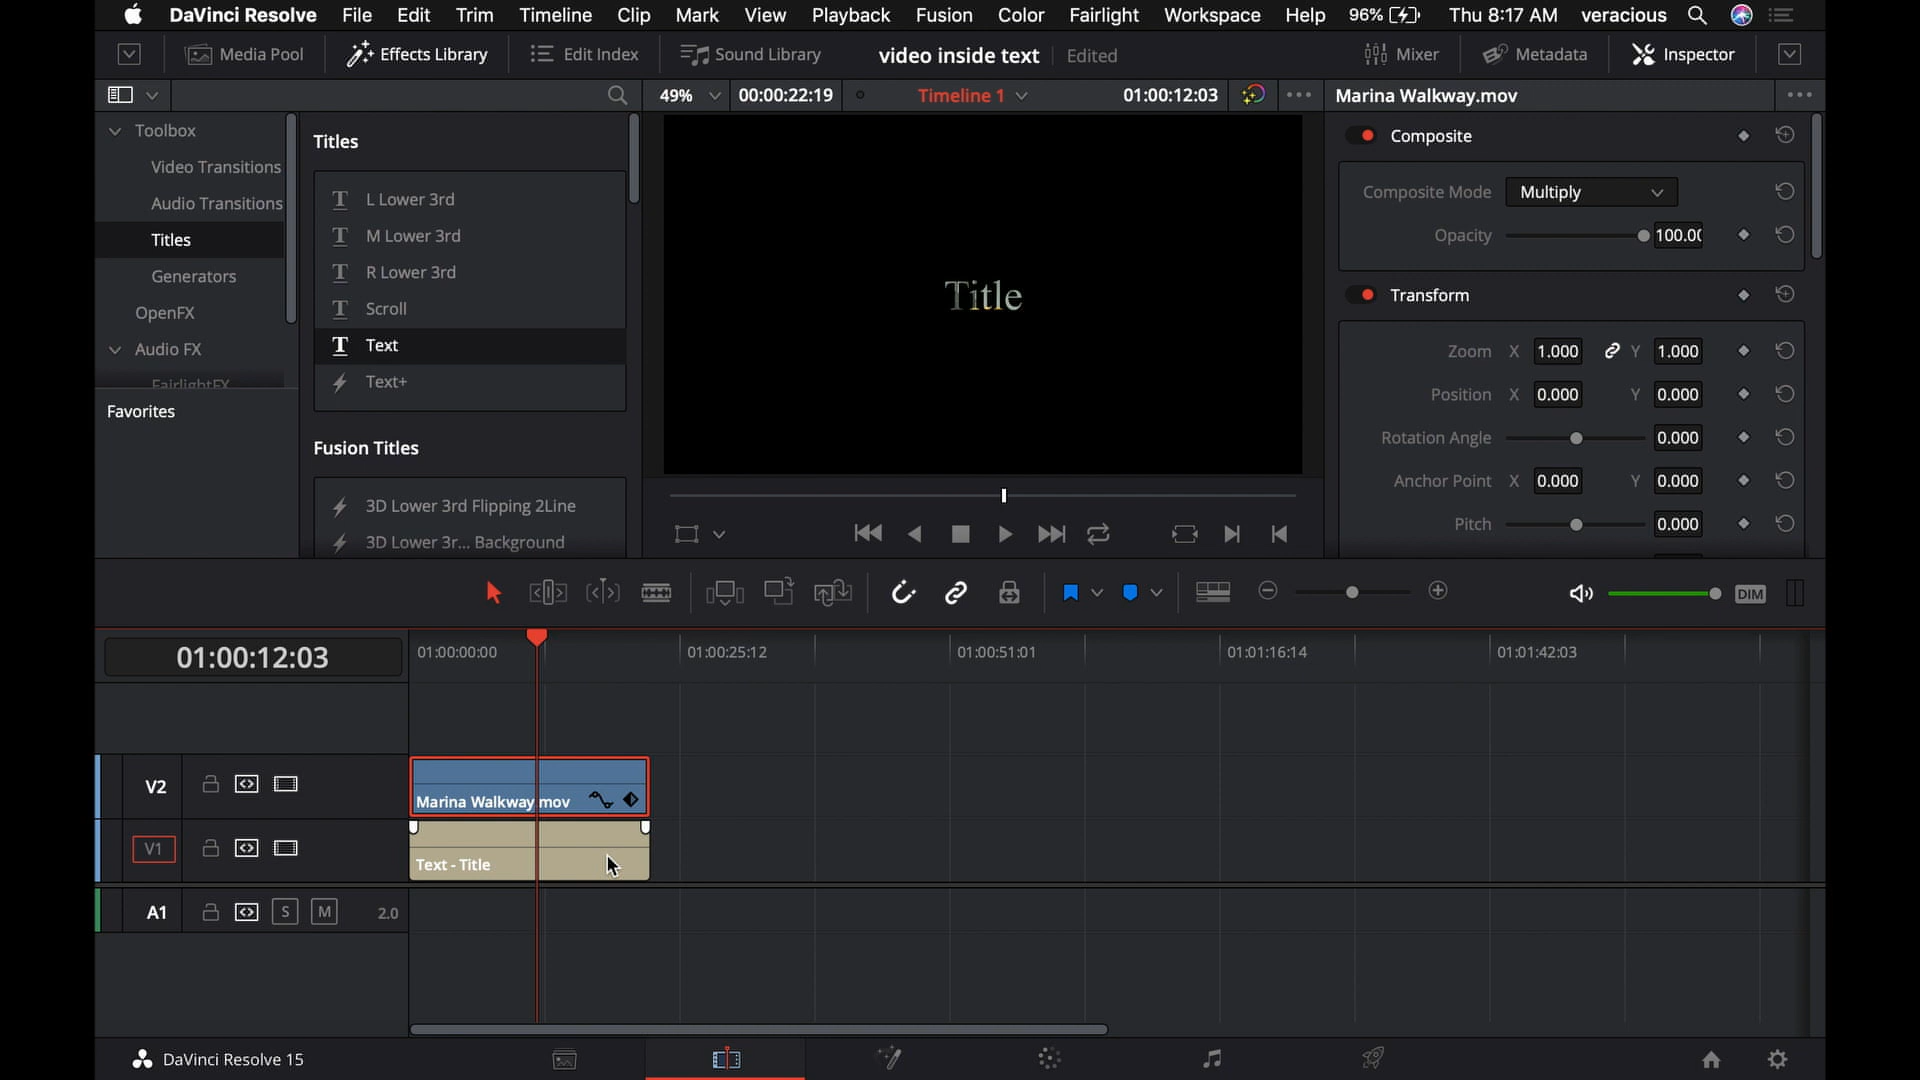 DaVinci Resolve File Edit Trim Timeline Clip Mark View Playback Fusion Color Fairlight Workspace Help 96% Thu 8:17 AM veracious
Media Pool Effects Library Edit Index Sound Library video inside text Edited Mixer Metadata Inspector
49% 00:00:22:19 Timeline 1 01:00:12:03 Marina Walkway.mov
Toolbox
Video Transitions
Audio Transitions
Titles
Generators
OpenFX
Audio FX
FairlightFX
Favorites
Titles
L Lower 3rd
M Lower 3rd
R Lower 3rd
Scroll
Text
Text+
Fusion Titles
3D Lower 3rd Flipping 2Line
3D Lower 3r... Background
Title
Composite
Composite Mode Multiply
Opacity 100.00
Transform
Zoom X 1.000 Y 1.000
Position X 0.000 Y 0.000
Rotation Angle 0.000
Anchor Point X 0.000 Y 0.000
Pitch 0.000
DIM
01:00:12:03 01:00:00:00 01:00:25:12 01:00:51:01 01:01:16:14 01:01:42:03
V2 Marina Walkway.mov
V1 Text - Title
A1 S M 2.0
DaVinci Resolve 15